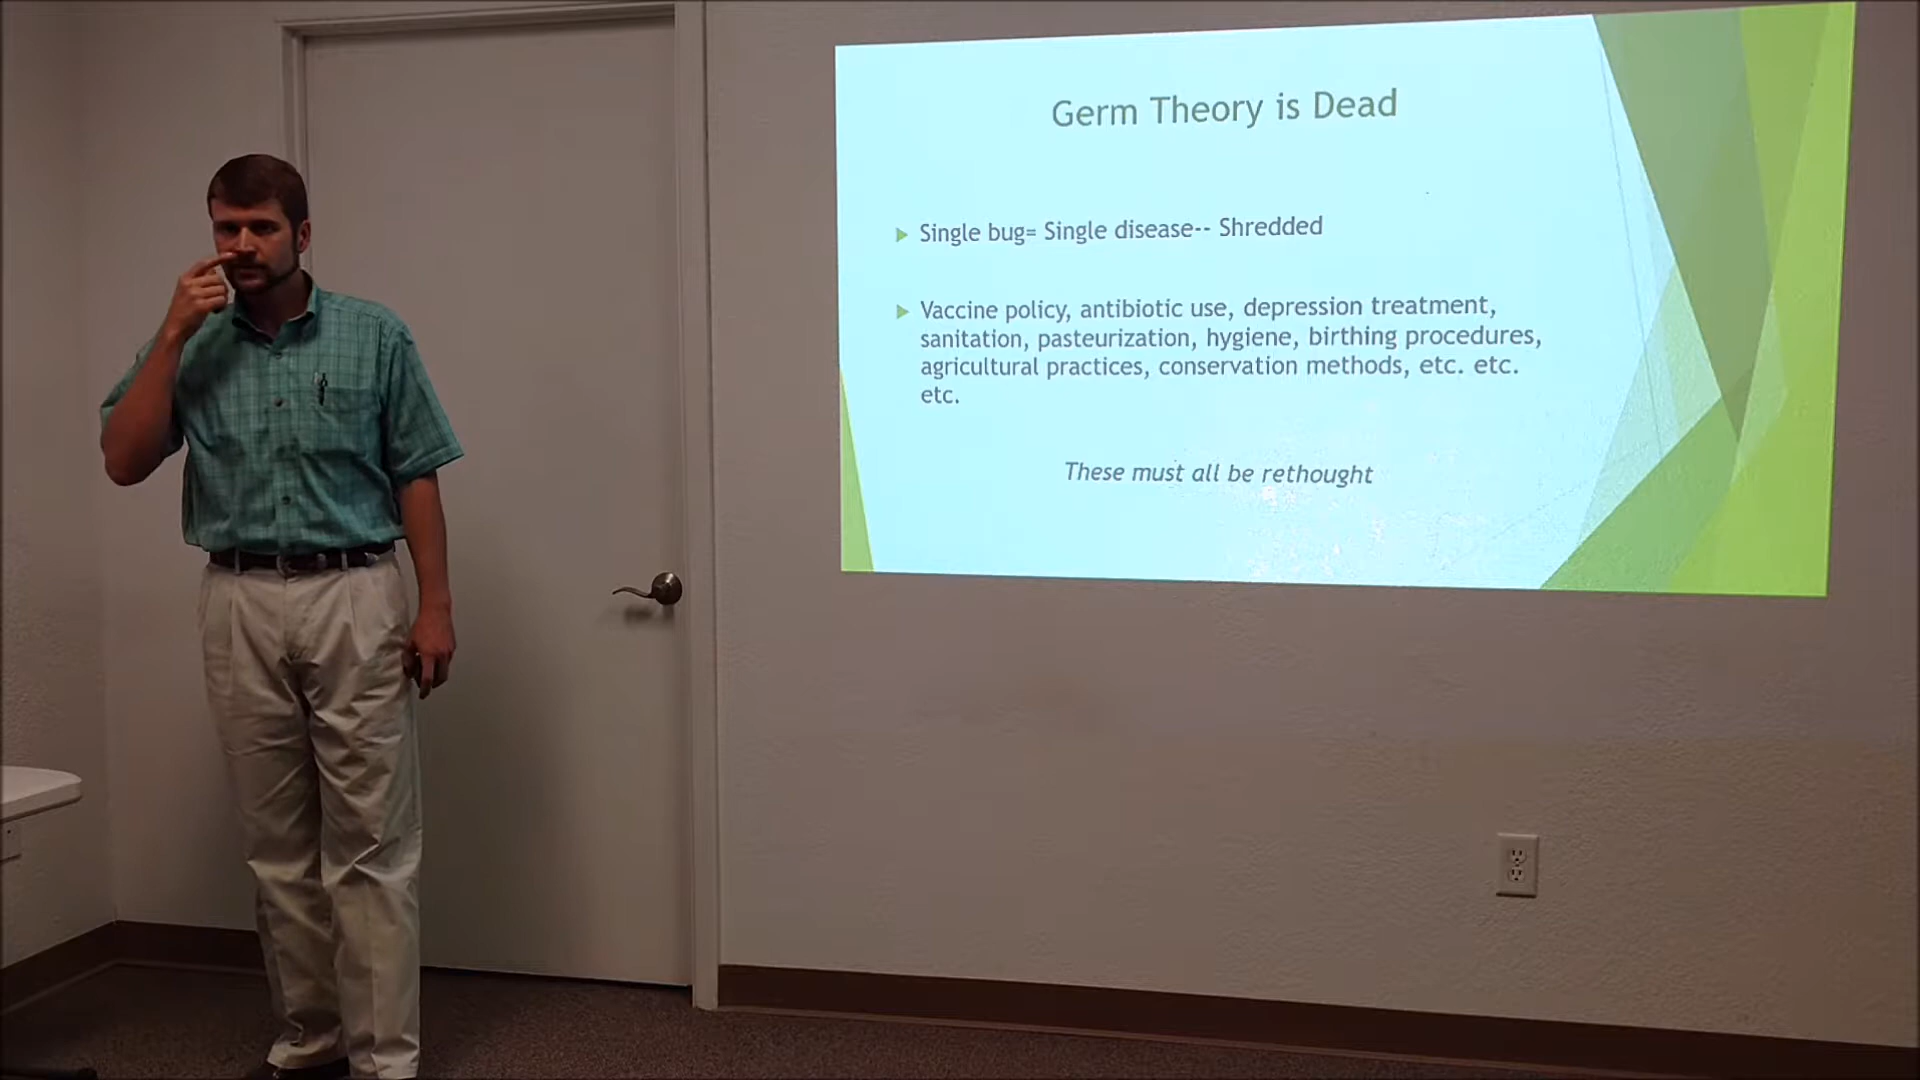 Germ Theory is Dead
Single bug= Single disease-- Shredded
Vaccine policy, antibiotic use, depression treatment,
sanitation, pasteurization, hygiene, birthing procedures,
agricultural practices, conservation methods, etc. etc.
etc.
These must all be rethought